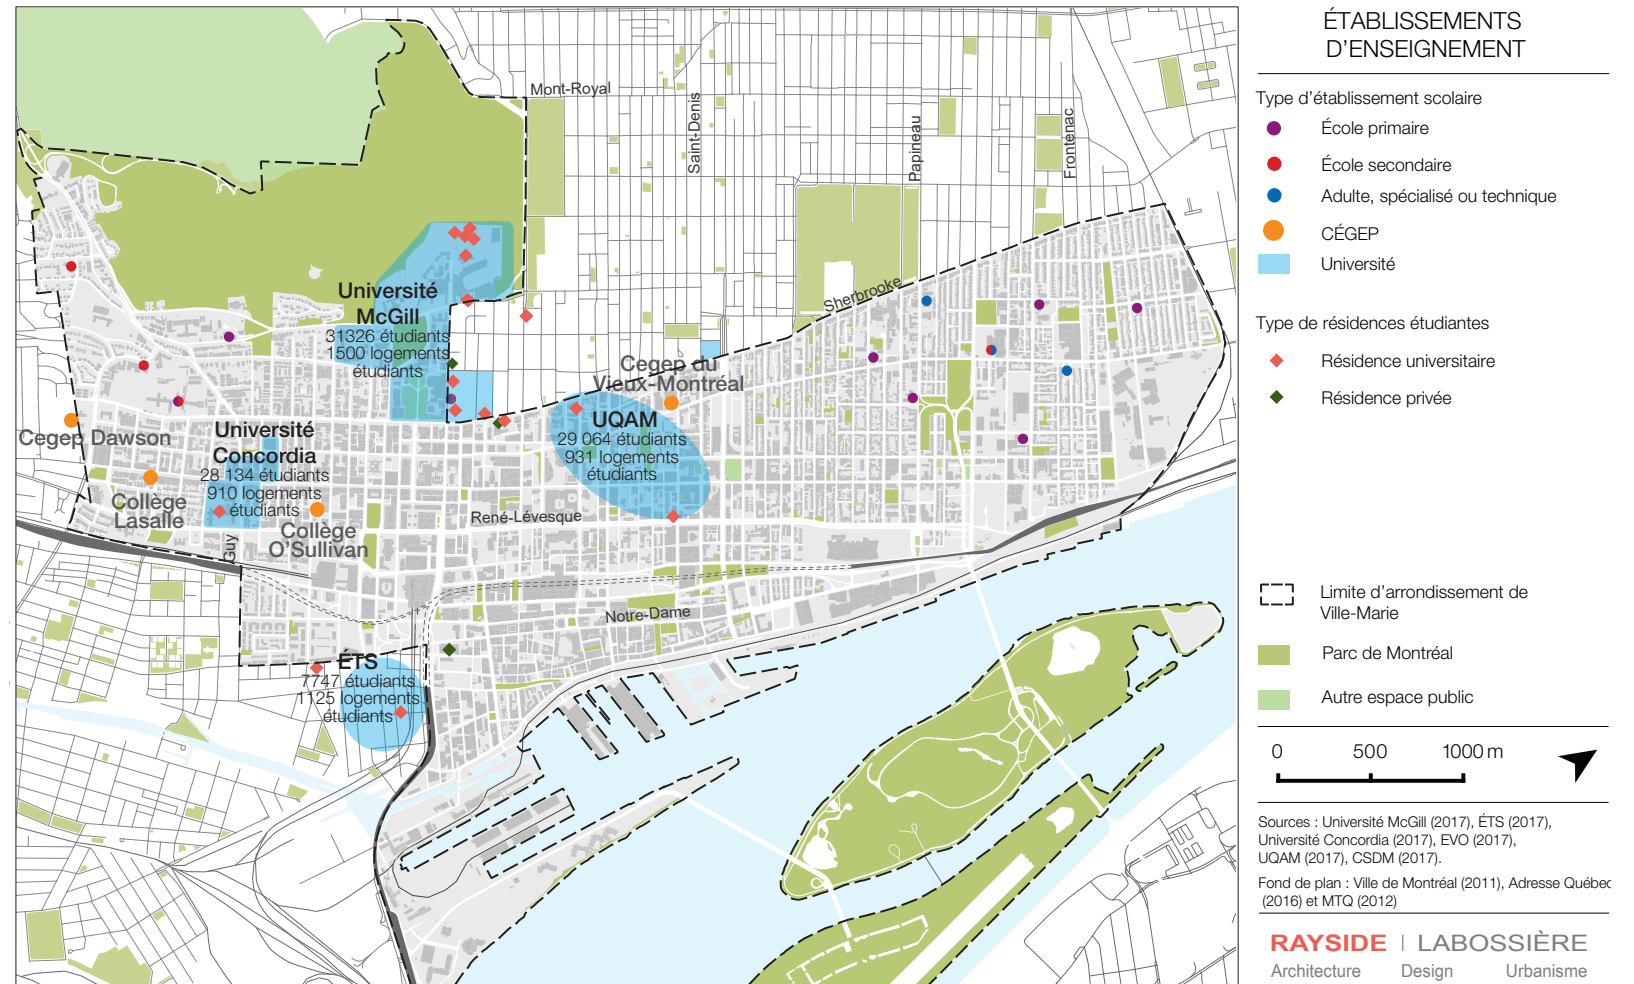 Mont-Royal
Saint-Denis
Papineau
Frontenac
Sherbrooke
Université
McGill
31326 étudiants
1500 logements
étudiants
Cegep du
Vieux-Montréal
UQAM
29 064 étudiants
931 logements
étudiants
Cegep Dawson
Université
Concordia
28 134 étudiants
910 logements
étudiants
Collège
Lasalle
Collège
O'Sullivan
Guy
René-Lévesque
Notre-Dame
ÉTS
7747 étudiants
1125 logements
étudiants
ÉTABLISSEMENTS
D'ENSEIGNEMENT
Type d'établissement scolaire
École primaire
École secondaire
Adulte, spécialisé ou technique
CÉGEP
Université
Type de résidences étudiantes
Résidence universitaire
Résidence privée
Limite d'arrondissement de
Ville-Marie
Parc de Montréal
Autre espace public
0 500 1000 m
Sources : Université McGill (2017), ÉTS (2017),
Université Concordia (2017), EVO (2017),
UQAM (2017), CSDM (2017).
Fond de plan : Ville de Montréal (2011), Adresse Québec
(2016) et MTQ (2012)
RAYSIDE | LABOSSIÈRE
Architecture Design Urbanisme